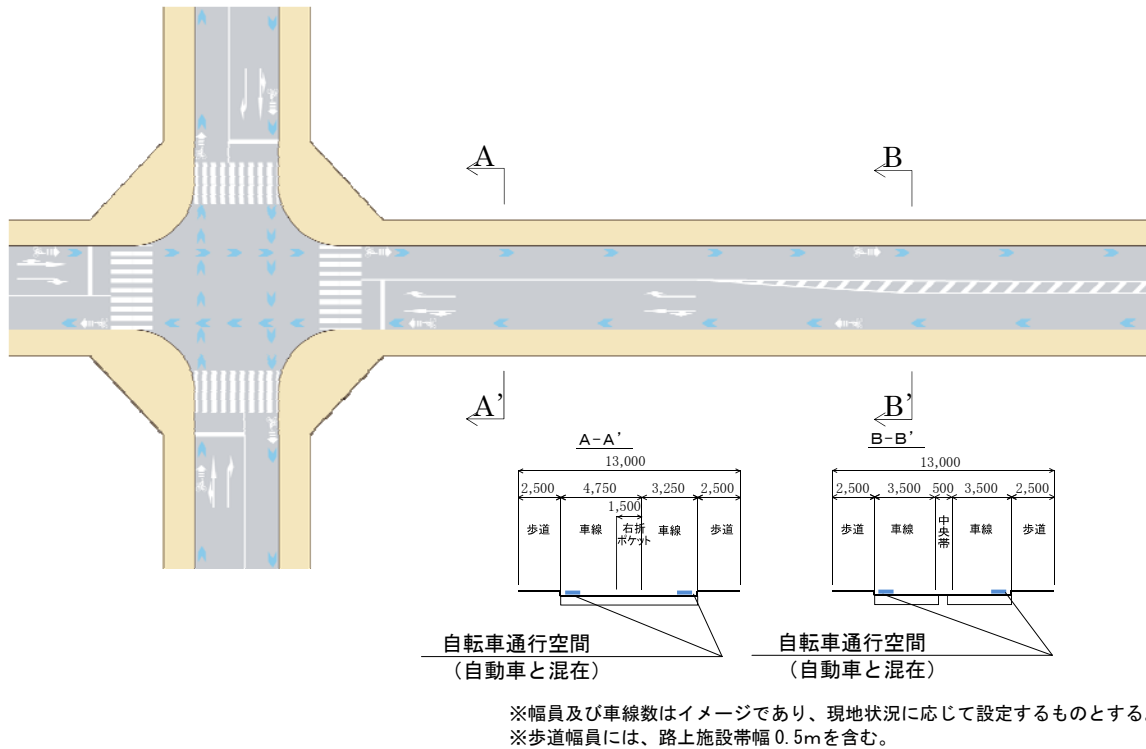 A
B
A'
B'
A-A'
13,000
2,500 4,750 3,250 2,500
1,500
歩道 車線 右折ポケット 車線 歩道
自転車通行空間
(自動車と混在)
B-B'
13,000
2,500 3,500 500 3,500 2,500
歩道 車線 中央帯 車線 歩道
自転車通行空間
(自動車と混在)
※幅員及び車線数はイメージであり、現地状況に応じて設定するものとする。
※歩道幅員には、路上施設帯幅0.5mを含む。